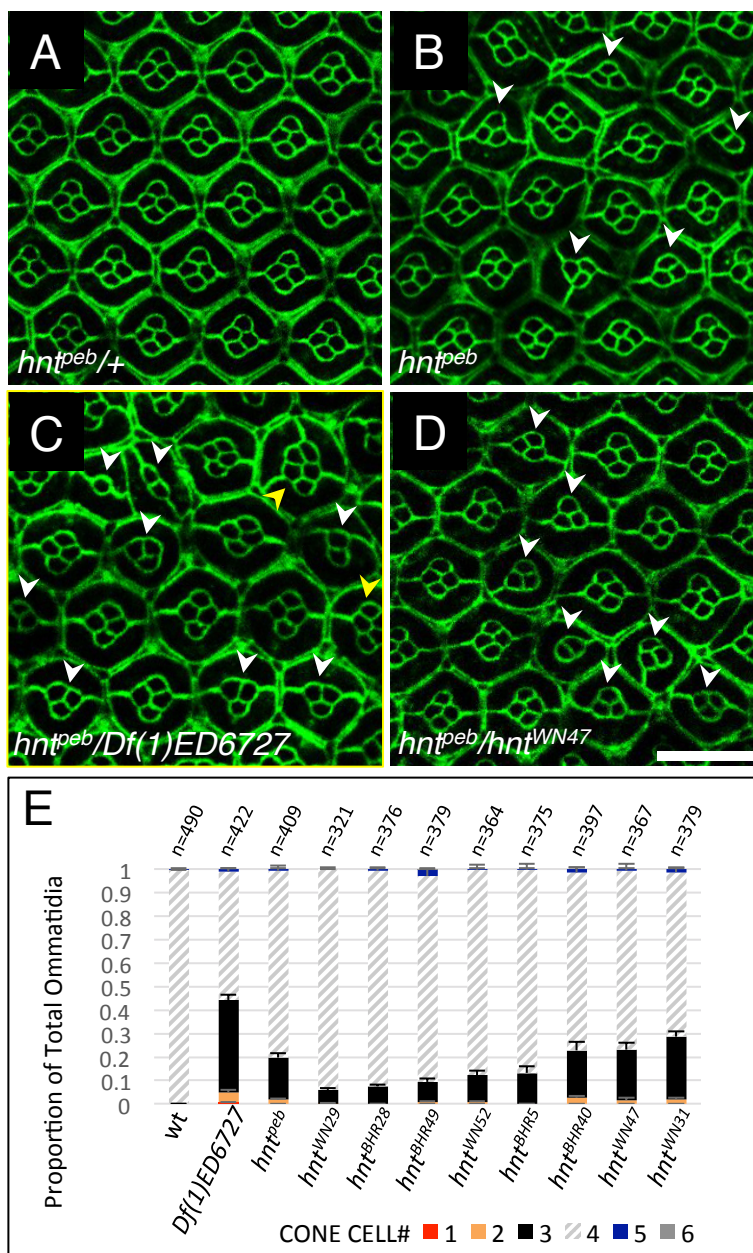 A
hnt^peb/+
B
hnt^peb
C
hnt^peb/Df(1)ED6727
D
hnt^peb/hnt^WN47
E
n=490
n=422
n=409
n=321
n=376
n=379
n=364
n=375
n=397
n=367
n=379
Proportion of Total Ommatidia
1
0.9
0.8
0.7
0.6
0.5
0.4
0.3
0.2
0.1
0
wt
Df(1)ED6727
hnt^peb
hnt^WN29
hnt^BHR28
hnt^BHR49
hnt^WN52
hnt^BHR5
hnt^BHR40
hnt^WN47
hnt^WN31
CONE CELL# 1 2 3 4 5 6